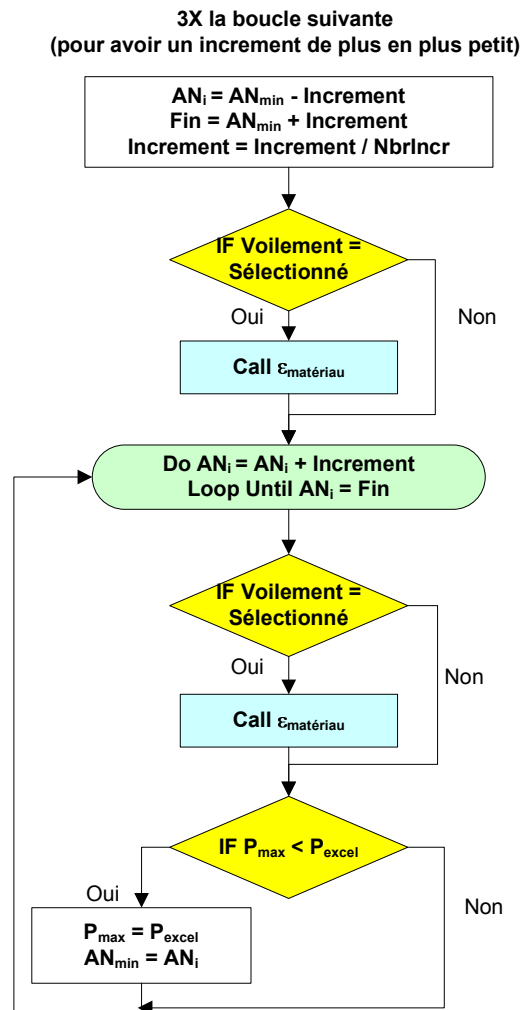 3X la boucle suivante
(pour avoir un increment de plus en plus petit)
ANi = ANmin - Increment
Fin = ANmin + Increment
Increment = Increment / NbrIncr
IF Voilement =
Sélectionné
Oui
Non
Call εmatériau
Do ANi = ANi + Increment
Loop Until ANi = Fin
IF Voilement =
Sélectionné
Oui
Non
Call εmatériau
IF Pmax < Pexcel
Oui
Non
Pmax = Pexcel
ANmin = ANi